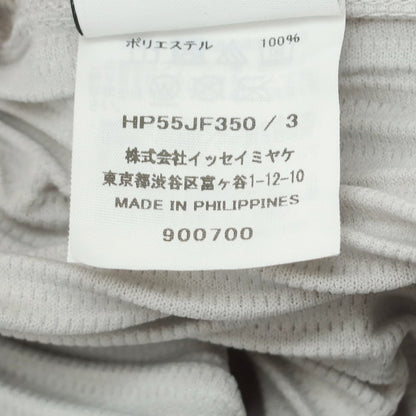 ポリエステル 100%
HP55JF350 / 3
株式会社イッセイミヤケ
東京都渋谷区富ヶ谷1-12-10
MADE IN PHILIPPINES
900700